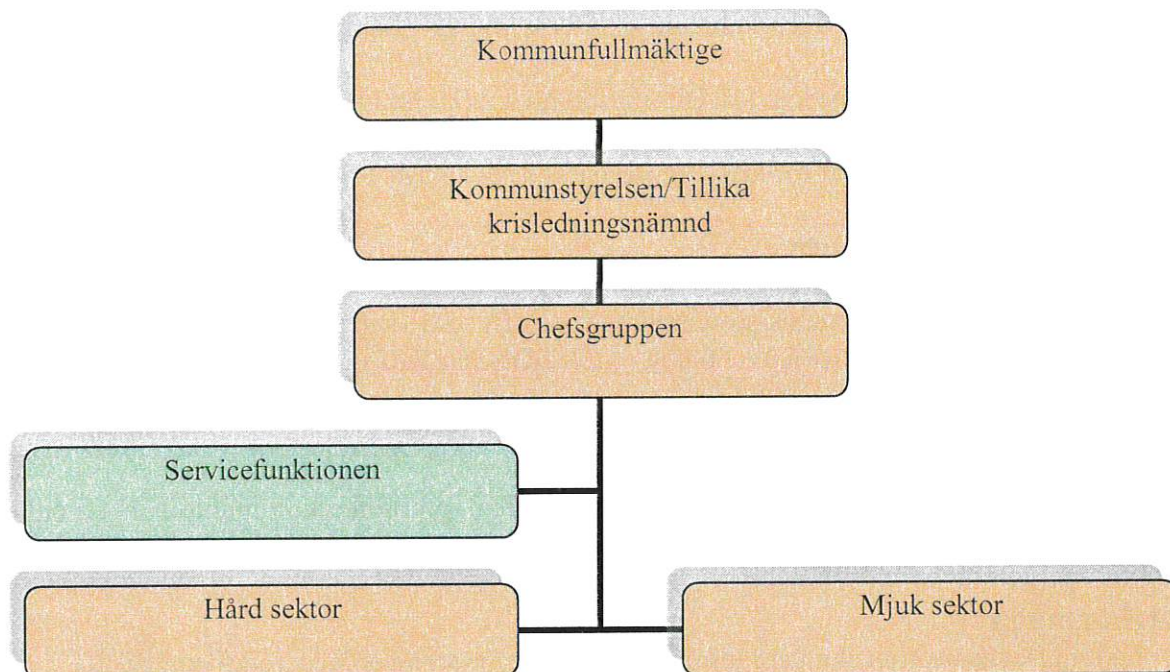 Kommunfullmäktige
Kommunstyrelsen/Tillika
krisledningsnämnd
Chefsgruppen
Servicefunktionen
Hård sektor
Mjuk sektor